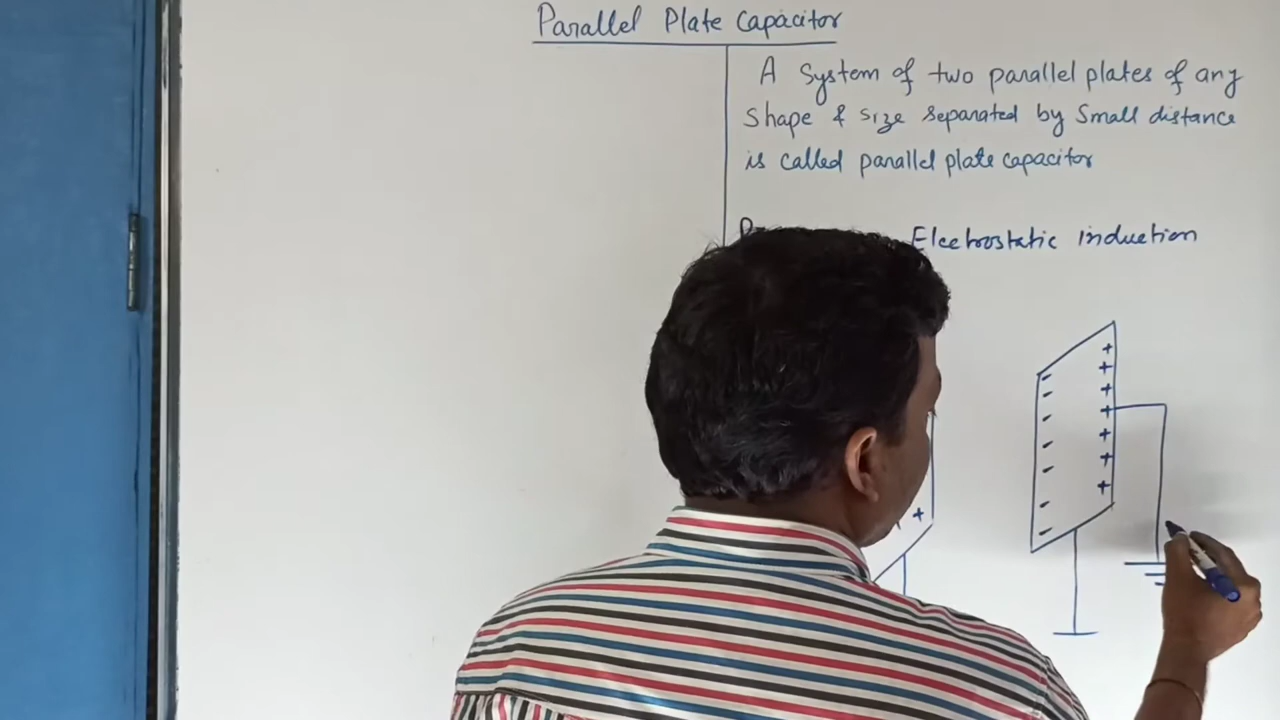 Parallel Plate Capacitor
A System of two parallel plates of any
Shape & Size separated by Small distance
is called parallel plate capacitor
Electrostatic induction
- +
- +
- +
- +
- +
- +
- +
+